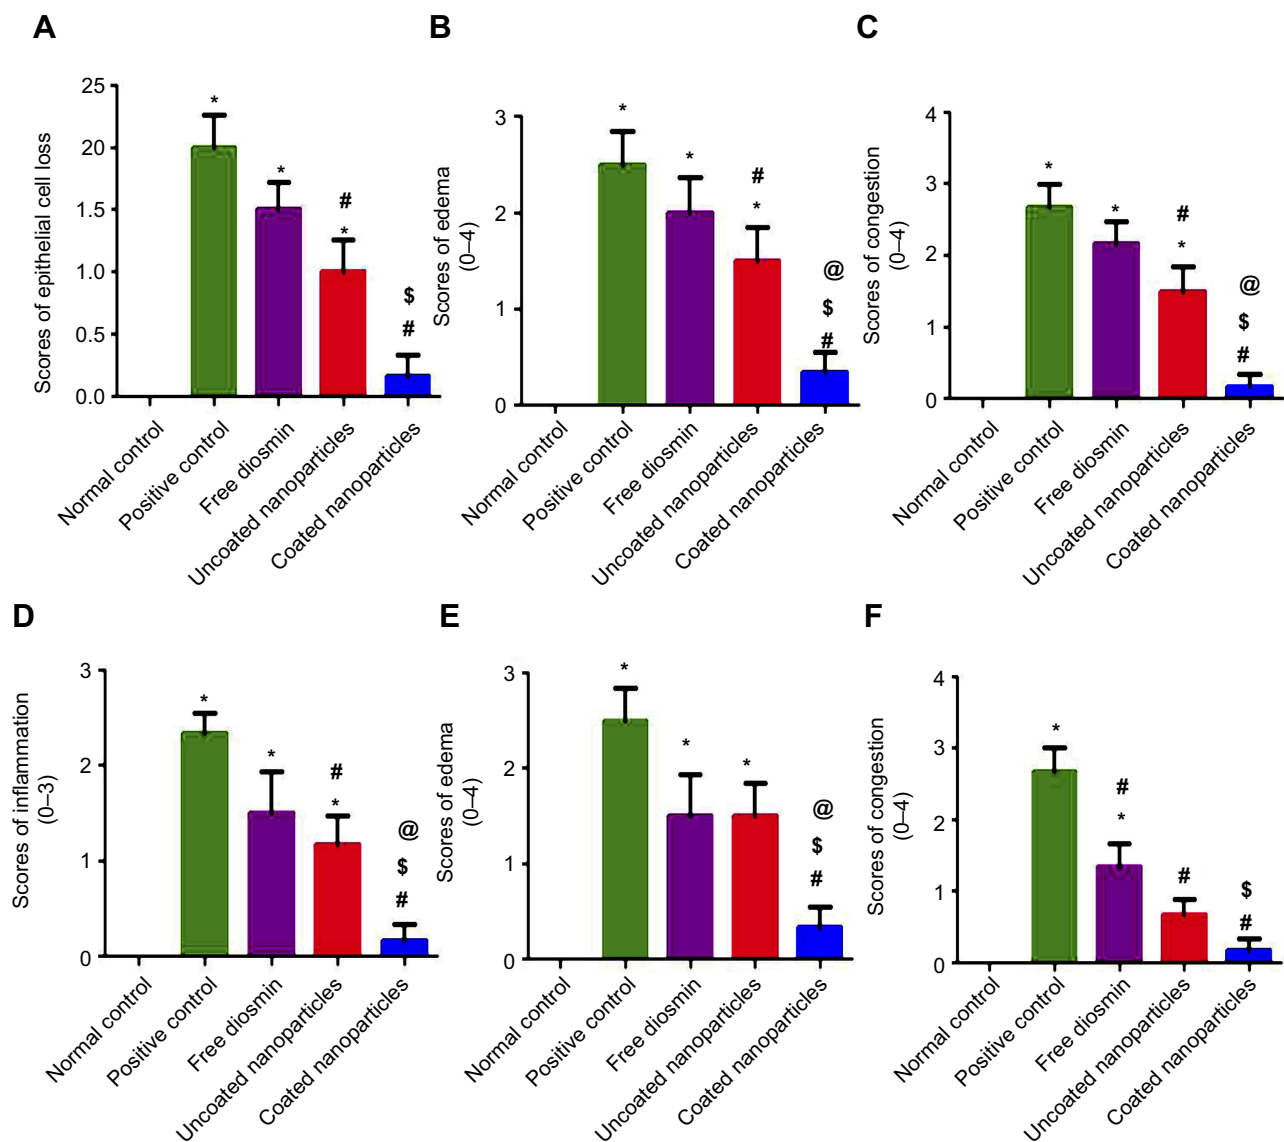 A
Scores of epithelial cell loss
25
20
1.5
1.0
0.5
0.0
*
*
#
*
$
#
Normal control
Positive control
Free diosmin
Uncoated nanoparticles
Coated nanoparticles
B
Scores of edema
(0–4)
3
2
1
0
*
*
#
*
@
$
#
Normal control
Positive control
Free diosmin
Uncoated nanoparticles
Coated nanoparticles
C
Scores of congestion
(0–4)
4
3
2
1
0
*
*
#
*
@
$
#
Normal control
Positive control
Free diosmin
Uncoated nanoparticles
Coated nanoparticles
D
Scores of inflammation
(0–3)
3
2
1
0
*
*
#
*
@
$
#
Normal control
Positive control
Free diosmin
Uncoated nanoparticles
Coated nanoparticles
E
Scores of edema
(0–4)
3
2
1
0
*
*
*
@
$
#
Normal control
Positive control
Free diosmin
Uncoated nanoparticles
Coated nanoparticles
F
Scores of congestion
(0–4)
4
3
2
1
0
*
#
*
#
$
#
Normal control
Positive control
Free diosmin
Uncoated nanoparticles
Coated nanoparticles